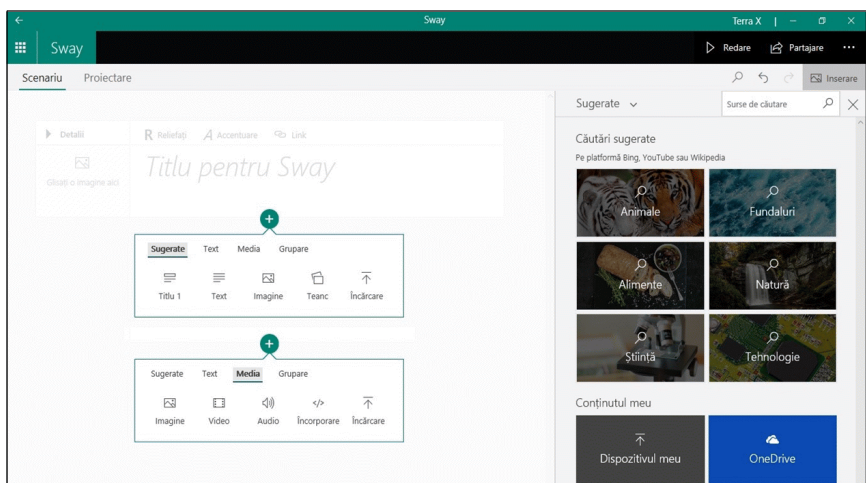 Sway
Terra X
Sway
Redare
Partajare
Scenariu
Proiectare
Inserare
Sugerate
Surse de căutare
Detalii
R Reliefați
A Accentuare
Link
Glisați o imagine aici
Titlu pentru Sway
Sugerate Text Media Grupare
Titlu 1 Text Imagine Teanc Încărcare
Sugerate Text Media Grupare
Imagine Video Audio Încorporare Încărcare
Căutări sugerate
Pe platformă Bing, YouTube sau Wikipedia
Animale
Fundaluri
Alimente
Natură
Știință
Tehnologie
Conținutul meu
Dispozitivul meu
OneDrive